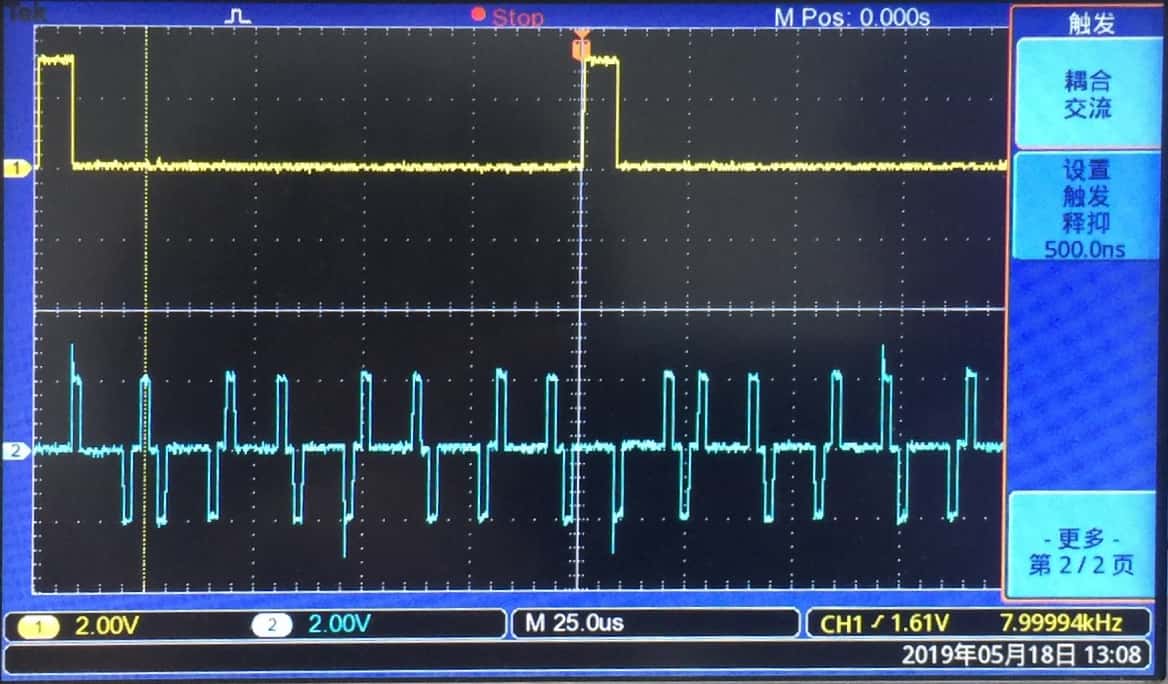 Tek
Stop
M Pos: 0.000s
触发
耦合
交流
设置
触发
释抑
500.0ns
1
2
- 更多 -
第 2 / 2 页
1 2.00V
2 2.00V
M 25.0us
CH1 1.61V
7.99994kHz
2019年05月18日 13:08